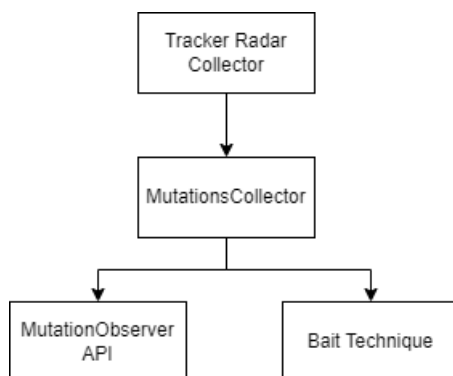 Tracker Radar
Collector
MutationsCollector
MutationObserver
API
Bait Technique